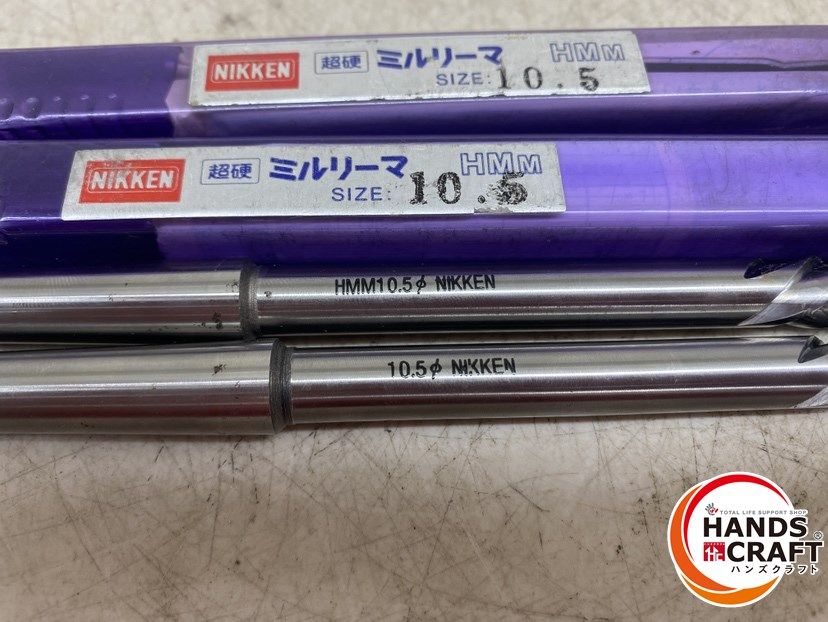 NIKKEN 超硬 ミルリーマ HMM
SIZE: 10.5
NIKKEN 超硬 ミルリーマ HMM
SIZE: 10.5
HMM10.5φ NIKKEN
10.5φ NIKKEN
TOTAL LIFE SUPPORT SHOP
HANDS
CRAFT®
ハンズクラフト